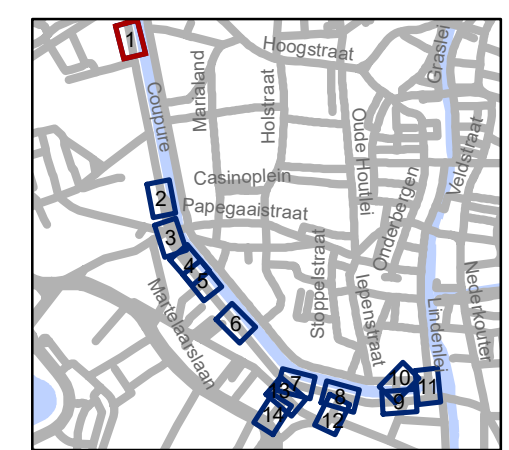 1
Hoogstraat
Graslei
Coupure
Marialand
Holstraat
Oude Houtlei
Veldstraat
Casinoplein
Papegaaistraat
Onderbergen
2
3
4
5
6
Stoppelstraat
Iepenstraat
Nederkouter
Lindenlei
Martelaarslaan
7
8
9
10
11
12
13
14